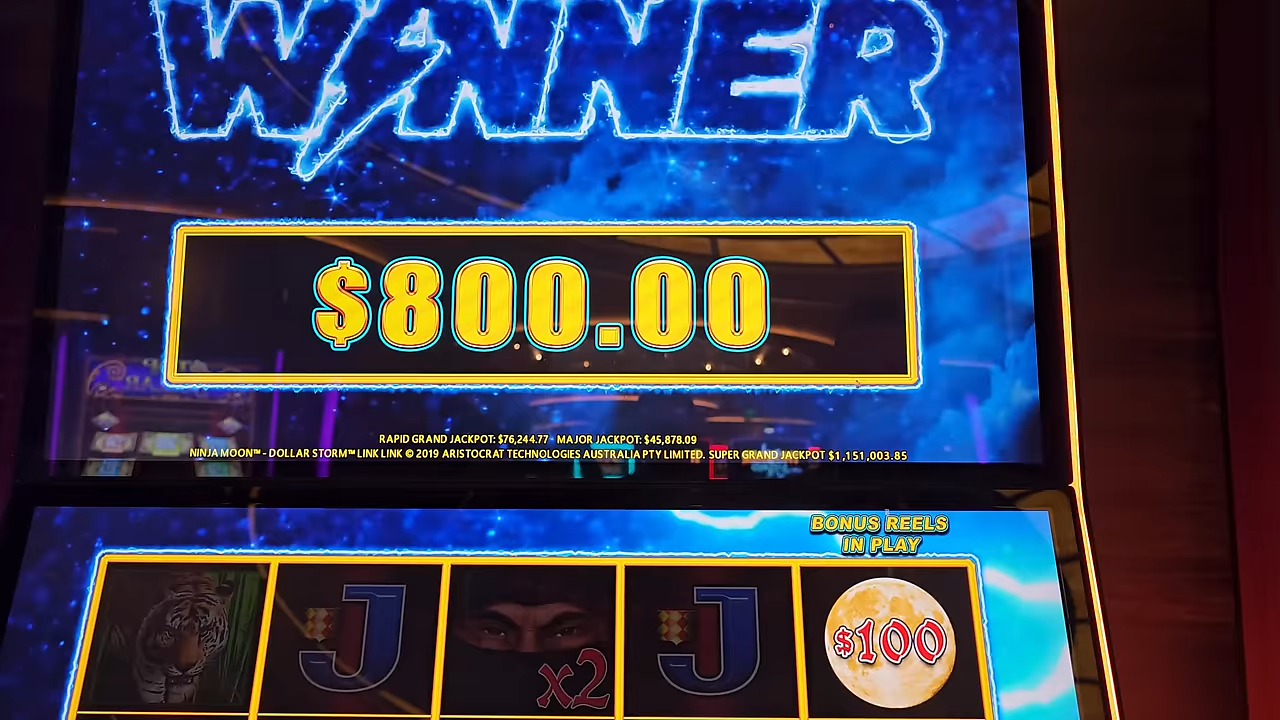 WINNER
$800.00
RAPID GRAND JACKPOT: $76,244.77 - MAJOR JACKPOT: $45,878.09
NINJA MOON™ - DOLLAR STORM™ LINK LINK © 2019 ARISTOCRAT TECHNOLOGIES AUSTRALIA PTY LIMITED. SUPER GRAND JACKPOT $1,151,003.85
BONUS REELS
IN PLAY
J
x2
J
$100